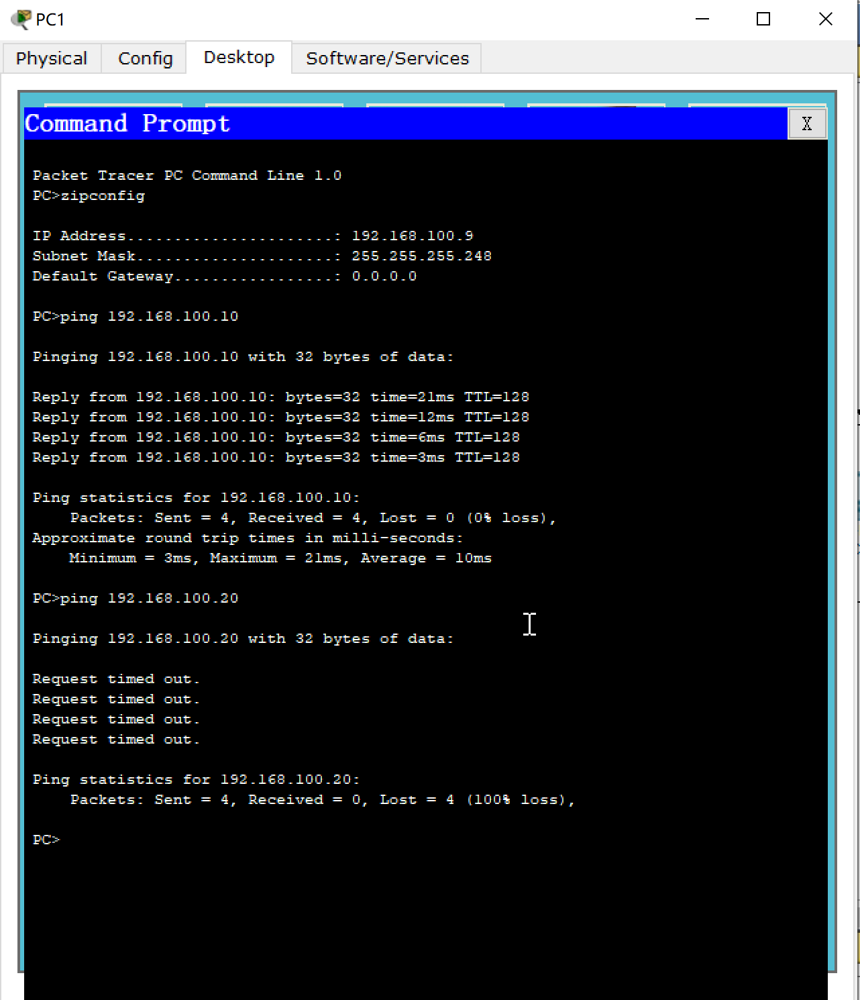 PC1
Physical Config Desktop Software/Services
Command Prompt X
Packet Tracer PC Command Line 1.0
PC>zipconfig
IP Address......................: 192.168.100.9
Subnet Mask.....................: 255.255.255.248
Default Gateway.................: 0.0.0.0
PC>ping 192.168.100.10
Pinging 192.168.100.10 with 32 bytes of data:
Reply from 192.168.100.10: bytes=32 time=21ms TTL=128
Reply from 192.168.100.10: bytes=32 time=12ms TTL=128
Reply from 192.168.100.10: bytes=32 time=6ms TTL=128
Reply from 192.168.100.10: bytes=32 time=3ms TTL=128
Ping statistics for 192.168.100.10:
Packets: Sent = 4, Received = 4, Lost = 0 (0% loss),
Approximate round trip times in milli-seconds:
Minimum = 3ms, Maximum = 21ms, Average = 10ms
PC>ping 192.168.100.20
Pinging 192.168.100.20 with 32 bytes of data:
Request timed out.
Request timed out.
Request timed out.
Request timed out.
Ping statistics for 192.168.100.20:
Packets: Sent = 4, Received = 0, Lost = 4 (100% loss),
PC>